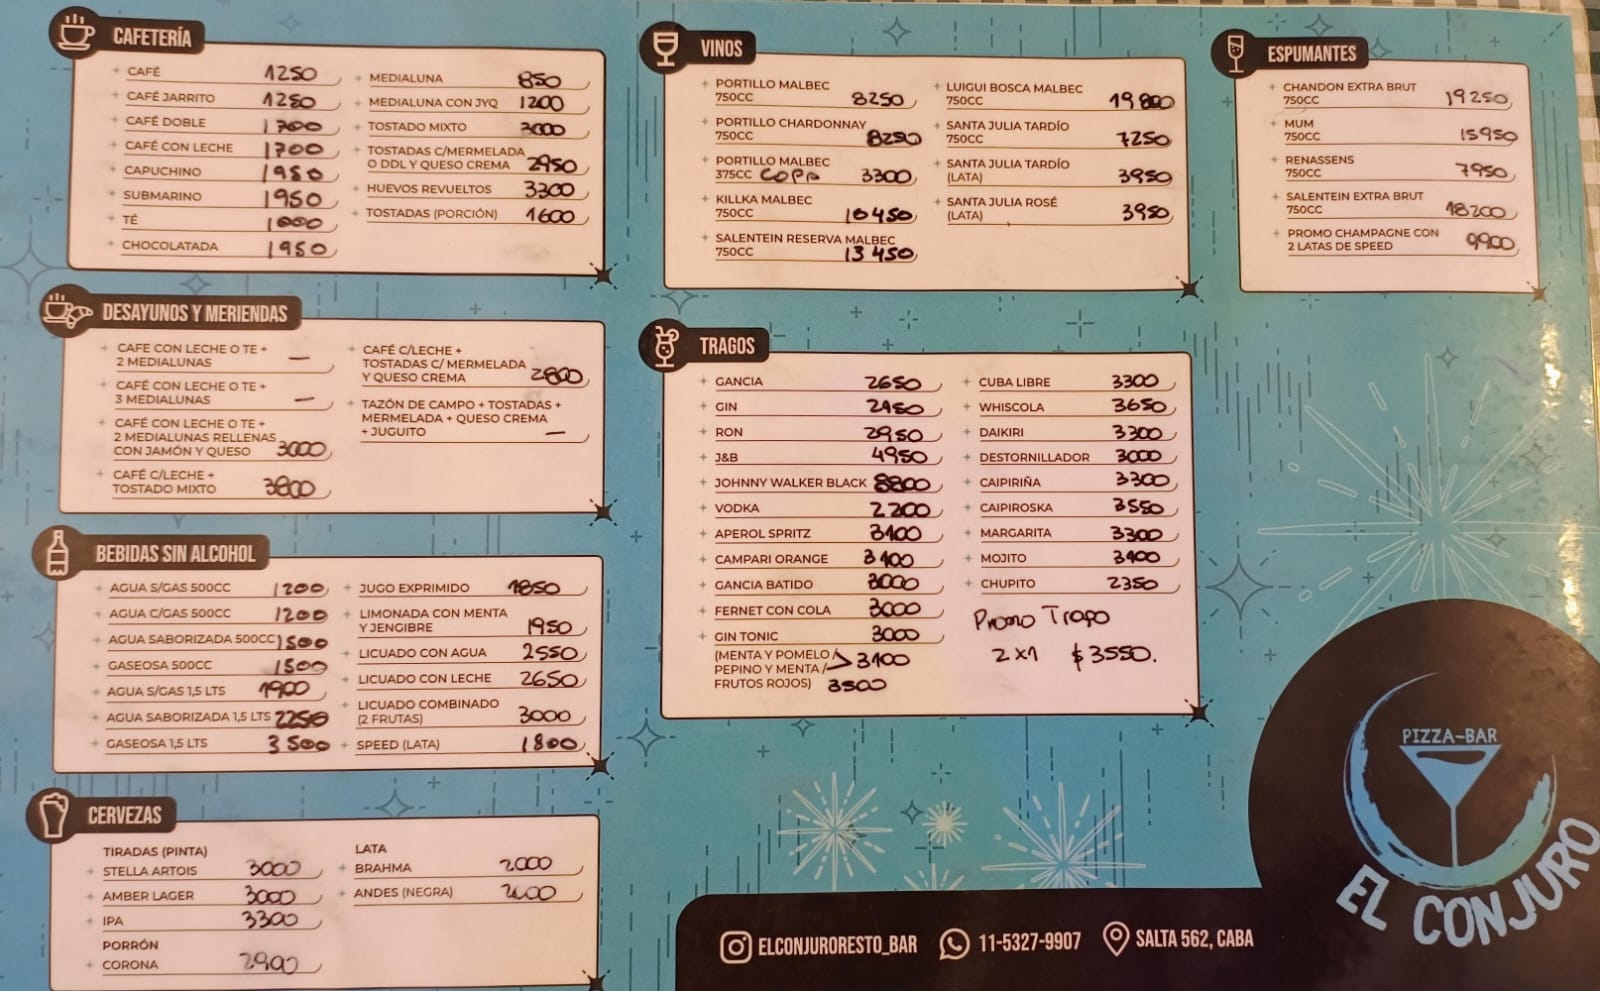 CAFETERÍA
CAFÉ 1250
CAFÉ JARRITO 1250
CAFÉ DOBLE 1700
CAFÉ CON LECHE 1700
CAPUCHINO 1950
SUBMARINO 1950
TÉ
CHOCOLATADA 1950
MEDIALUNA 850
MEDIALUNA CON JYQ 1200
TOSTADO MIXTO 3000
TOSTADAS C/MERMELADA
O DDL Y QUESO CREMA 2950
HUEVOS REVUELTOS 3300
TOSTADAS (PORCIÓN) 1600
DESAYUNOS Y MERIENDAS
CAFE CON LECHE O TE +
2 MEDIALUNAS —
CAFÉ CON LECHE O TE +
3 MEDIALUNAS —
CAFÉ CON LECHE O TE +
2 MEDIALUNAS RELLENAS
CON JAMÓN Y QUESO 3000
CAFÉ C/LECHE +
TOSTADO MIXTO 3800
CAFÉ C/LECHE +
TOSTADAS C/ MERMELADA
Y QUESO CREMA 2800
TAZÓN DE CAMPO + TOSTADAS +
MERMELADA + QUESO CREMA
+ JUGUITO —
BEBIDAS SIN ALCOHOL
AGUA S/GAS 500CC 1200
AGUA C/GAS 500CC 1200
AGUA SABORIZADA 500CC 1500
GASEOSA 500CC 1500
AGUA S/GAS 1,5 LTS 1900
AGUA SABORIZADA 1,5 LTS 2250
GASEOSA 1,5 LTS 3500
JUGO EXPRIMIDO 1850
LIMONADA CON MENTA
Y JENGIBRE 1950
LICUADO CON AGUA 2550
LICUADO CON LECHE 2650
LICUADO COMBINADO
(2 FRUTAS) 3000
SPEED (LATA) 1800
CERVEZAS
TIRADAS (PINTA)
STELLA ARTOIS 3000
AMBER LAGER 3000
IPA 3300
PORRÓN
CORONA 2900
LATA
BRAHMA 2000
ANDES (NEGRA)
VINOS
PORTILLO MALBEC
750CC 8250
PORTILLO CHARDONNAY
750CC 8250
PORTILLO MALBEC
375CC COPA 3300
KILLKA MALBEC
750CC 10450
SALENTEIN RESERVA MALBEC
750CC 13450
LUIGUI BOSCA MALBEC
750CC 19800
SANTA JULIA TARDÍO
750CC 7250
SANTA JULIA TARDÍO
(LATA) 3950
SANTA JULIA ROSÉ
(LATA) 3950
TRAGOS
GANCIA 2650
GIN 2950
RON 2950
J&B 4950
JOHNNY WALKER BLACK 8800
VODKA 2200
APEROL SPRITZ 3100
CAMPARI ORANGE 3100
GANCIA BATIDO 3000
FERNET CON COLA 3000
GIN TONIC 3000
(MENTA Y POMELO /
PEPINO Y MENTA / > 3100
FRUTOS ROJOS) 3500
CUBA LIBRE 3300
WHISCOLA 3650
DAIKIRI 3300
DESTORNILLADOR 3000
CAIPIRIÑA 3300
CAIPIROSKA 3550
MARGARITA 3300
MOJITO 3400
CHUPITO 2350
Promo Trago
2x1 $3550.
ESPUMANTES
CHANDON EXTRA BRUT
750CC 19250
MUM
750CC 15950
RENASSENS
750CC 7950
SALENTEIN EXTRA BRUT
750CC 18200
PROMO CHAMPAGNE CON
2 LATAS DE SPEED 9900
PIZZA-BAR
EL CONJURO
ELCONJURORESTO_BAR 11-5327-9907 SALTA 562, CABA